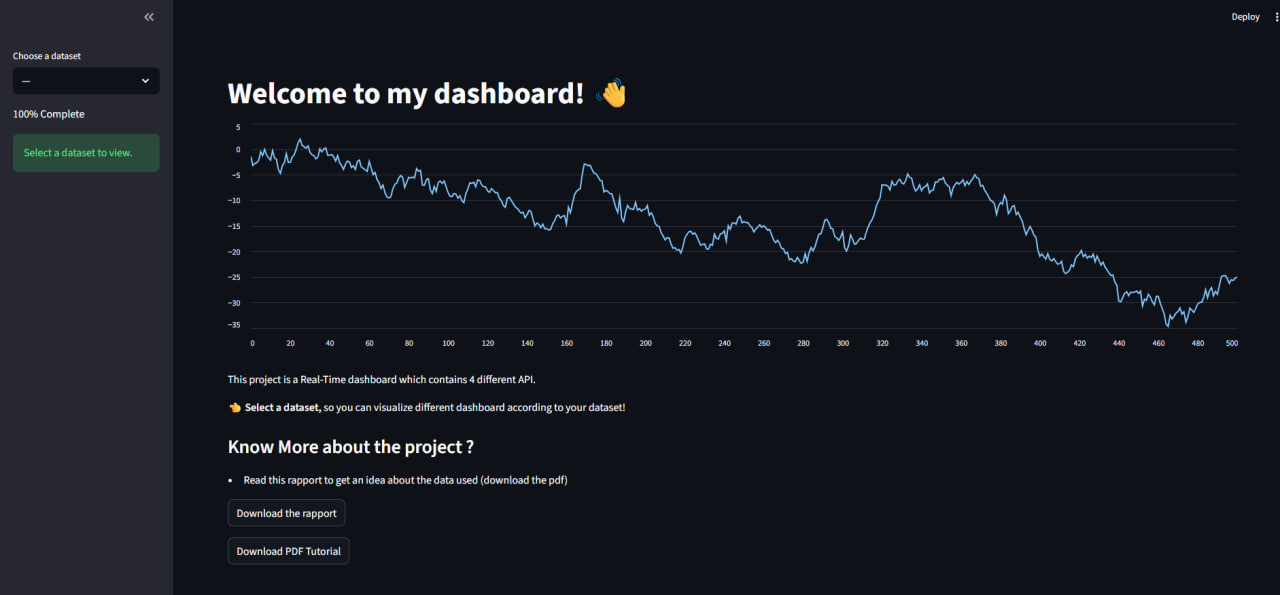 Deploy
Choose a dataset
—
100% Complete
Select a dataset to view.
Welcome to my dashboard! 👋
5
0
−5
−10
−15
−20
−25
−30
−35
0 20 40 60 80 100 120 140 160 180 200 220 240 260 280 300 320 340 360 380 400 420 440 460 480 500
This project is a Real-Time dashboard which contains 4 different API.
👈 Select a dataset, so you can visualize different dashboard according to your dataset!
Know More about the project ?
• Read this rapport to get an idea about the data used (download the pdf)
Download the rapport
Download PDF Tutorial